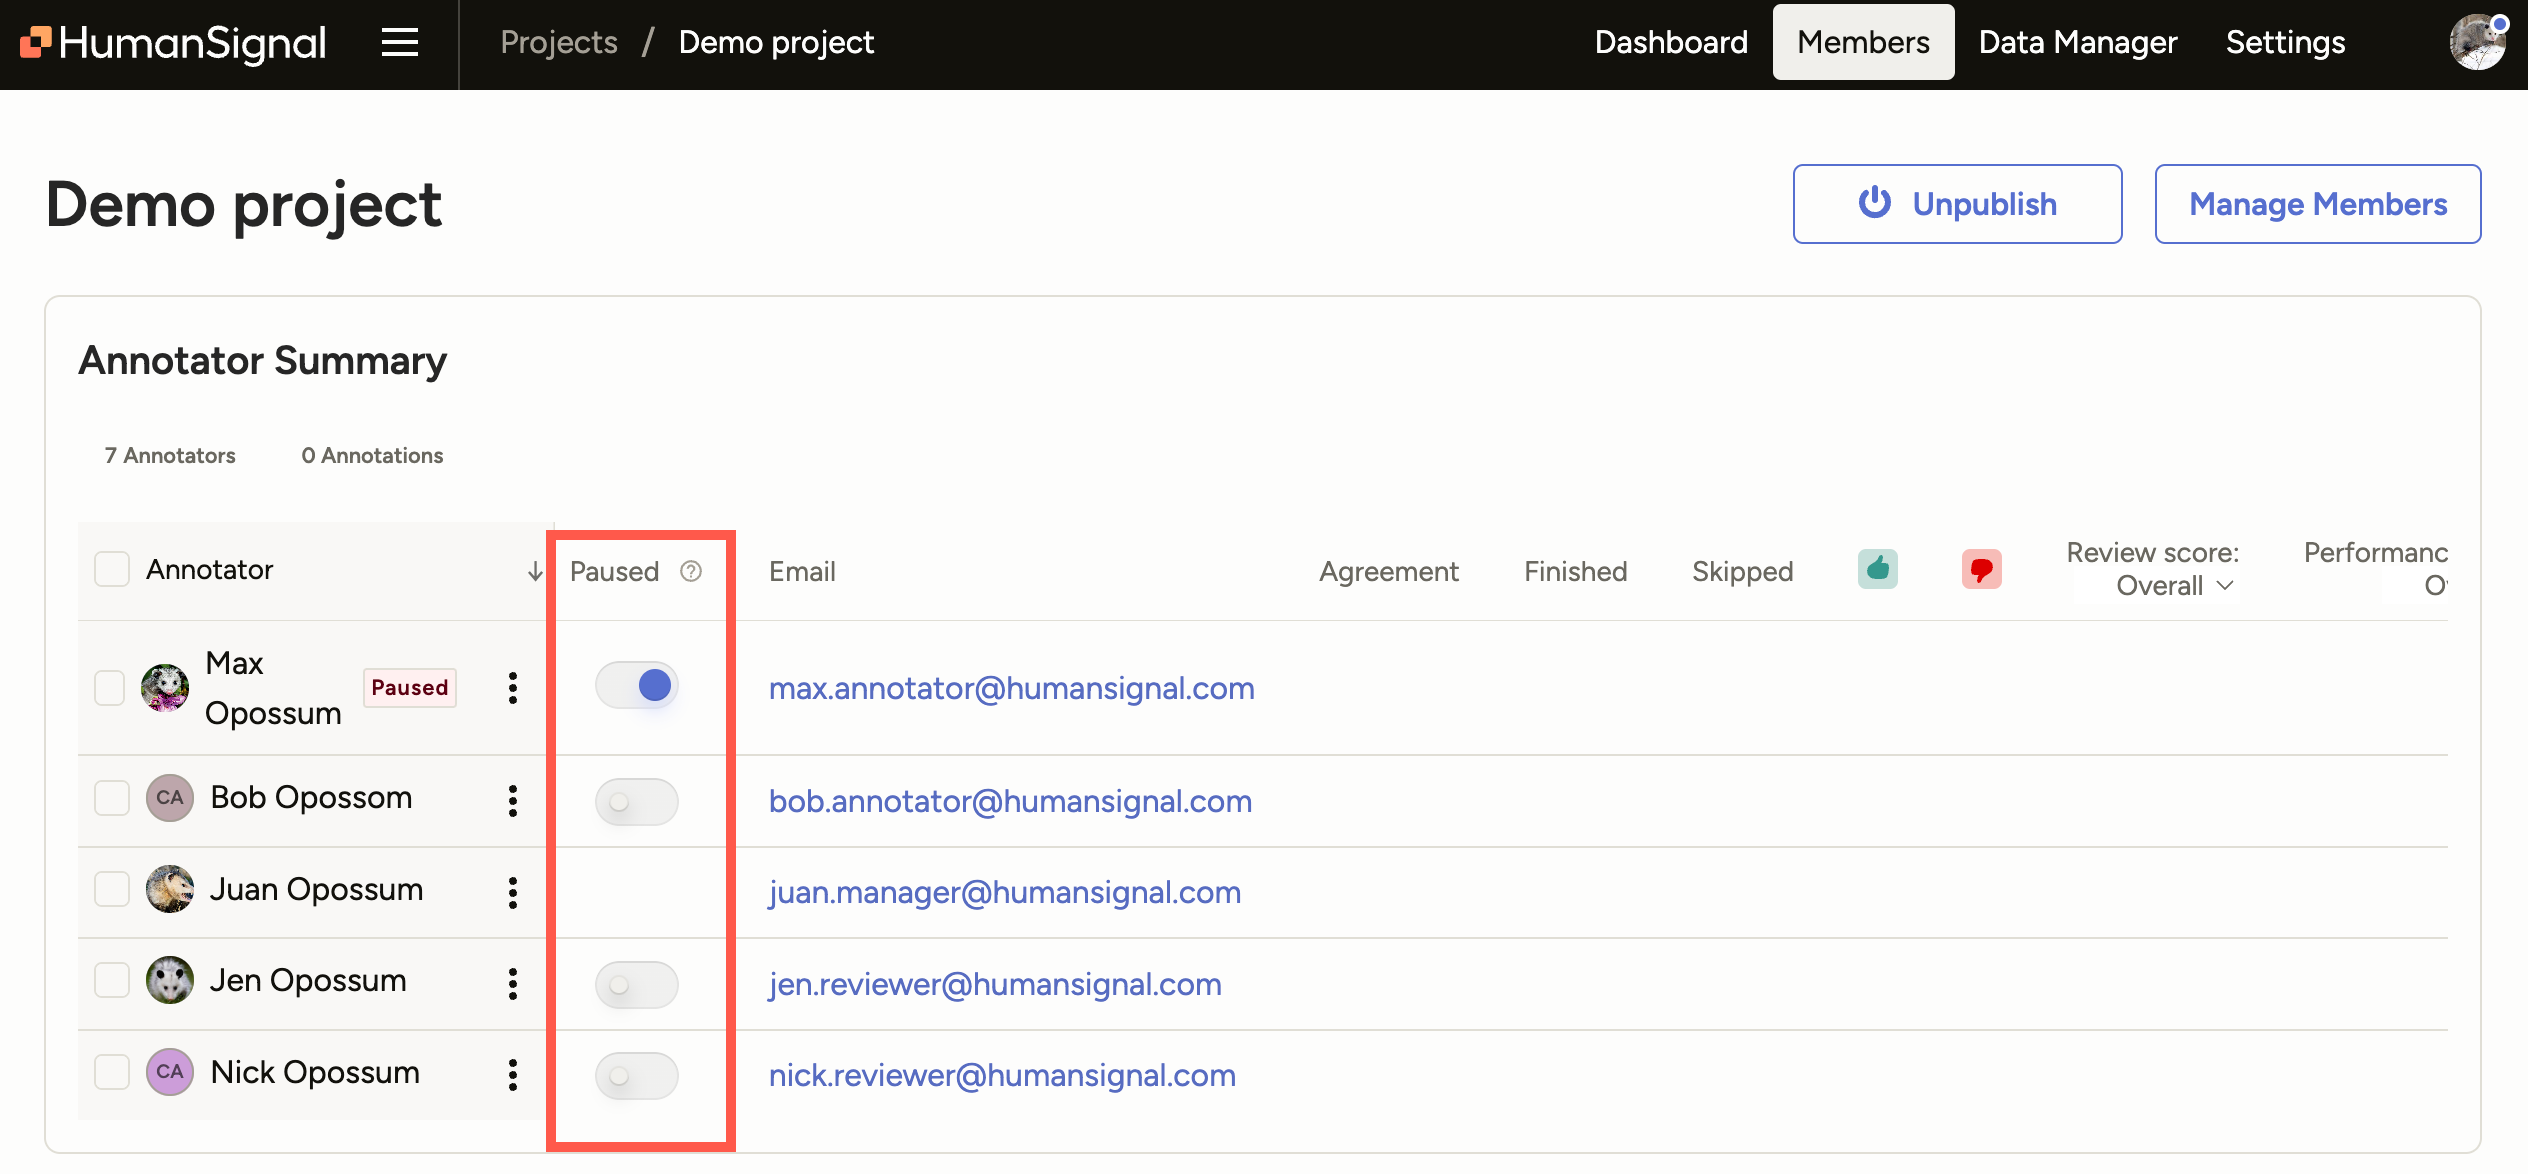 HumanSignal
Projects / Demo project
Dashboard
Members
Data Manager
Settings
Demo project
Unpublish
Manage Members
Annotator Summary
7 Annotators
0 Annotations
Annotator
Paused
Email
Agreement
Finished
Skipped
Review score:
Overall
Performanc
O
Max
Opossum
Paused
max.annotator@humansignal.com
CA
Bob Opossom
bob.annotator@humansignal.com
Juan Opossum
juan.manager@humansignal.com
Jen Opossum
jen.reviewer@humansignal.com
CA
Nick Opossum
nick.reviewer@humansignal.com